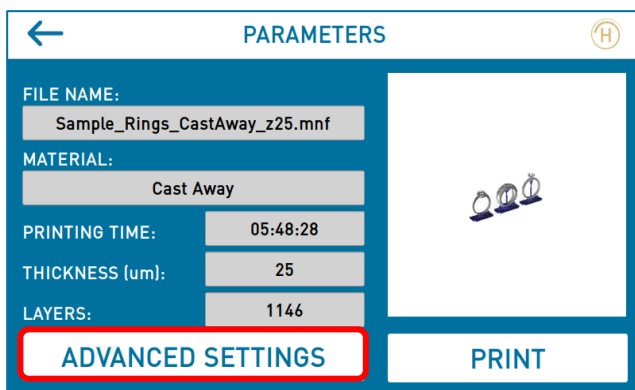 PARAMETERS
H
FILE NAME:
Sample_Rings_CastAway_z25.mnf
MATERIAL:
Cast Away
PRINTING TIME: 05:48:28
THICKNESS (um): 25
LAYERS: 1146
ADVANCED SETTINGS
PRINT